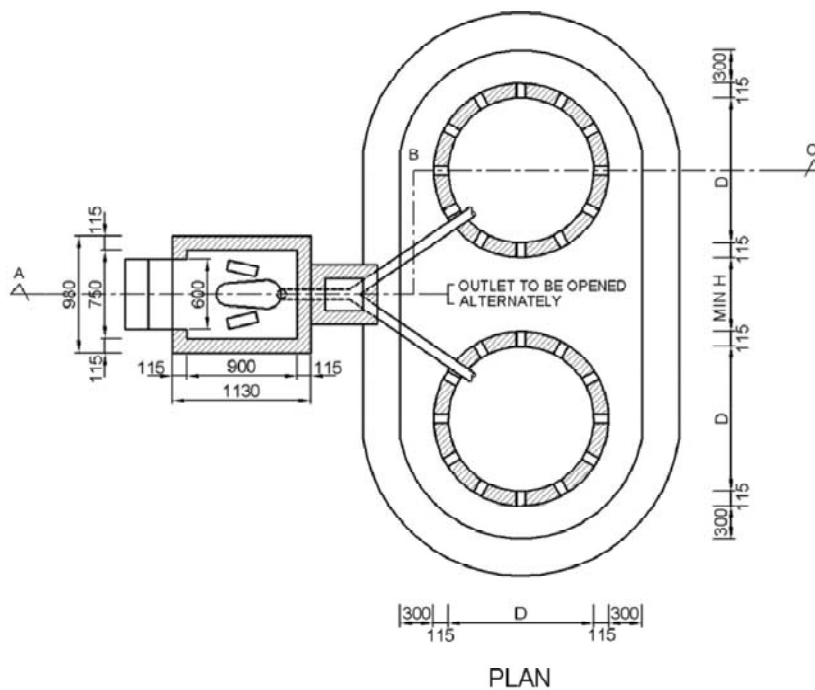 300
115
B
C
D
115
A
980
750
600
115
OUTLET TO BE OPENED
ALTERNATELY
MIN H
115
115 900 115
1130
115
D
115
300
300 D 300
115 115
PLAN